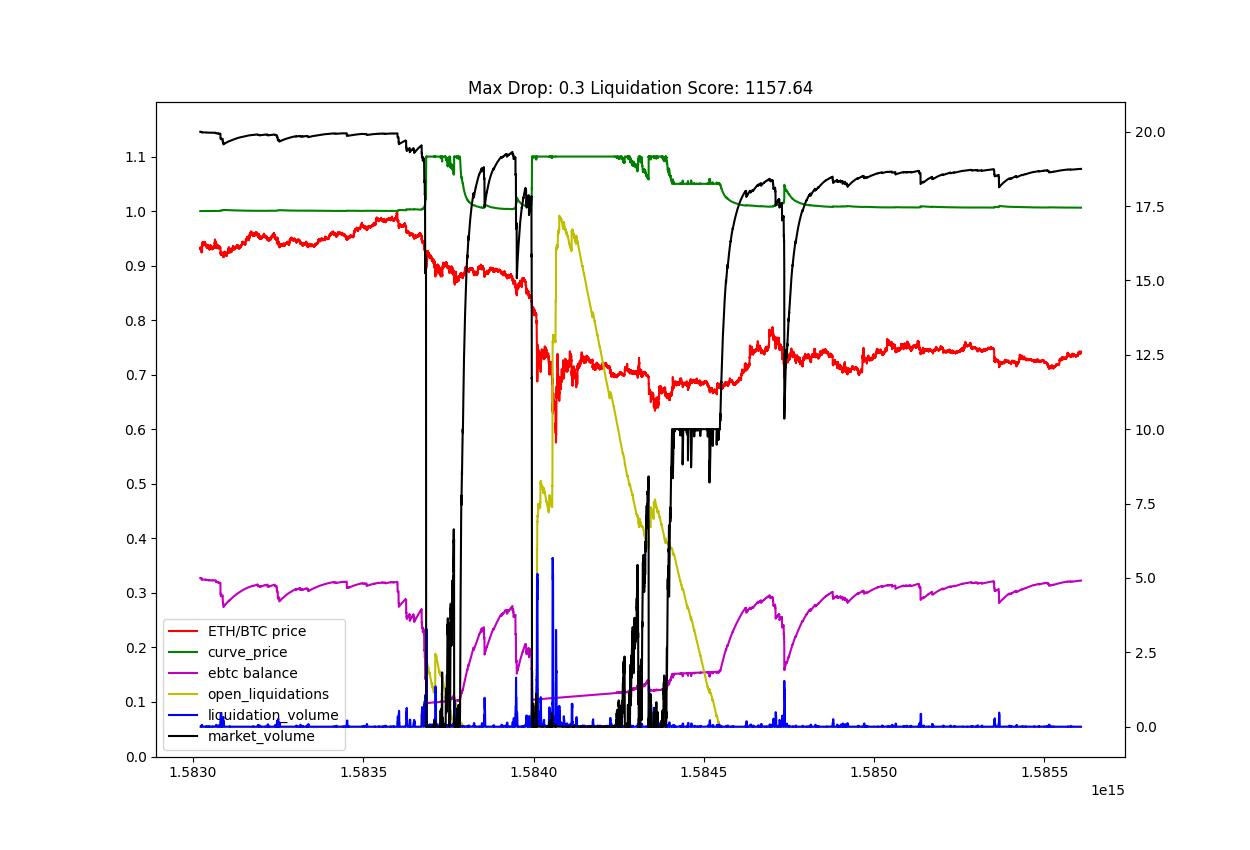 Max Drop: 0.3 Liquidation Score: 1157.64
1.1
1.0
0.9
0.8
0.7
0.6
0.5
0.4
0.3
0.2
0.1
0.0
20.0
17.5
15.0
12.5
10.0
7.5
5.0
2.5
0.0
ETH/BTC price
curve_price
ebtc balance
open_liquidations
liquidation_volume
market_volume
1.5830 1.5835 1.5840 1.5845 1.5850 1.5855
1e15